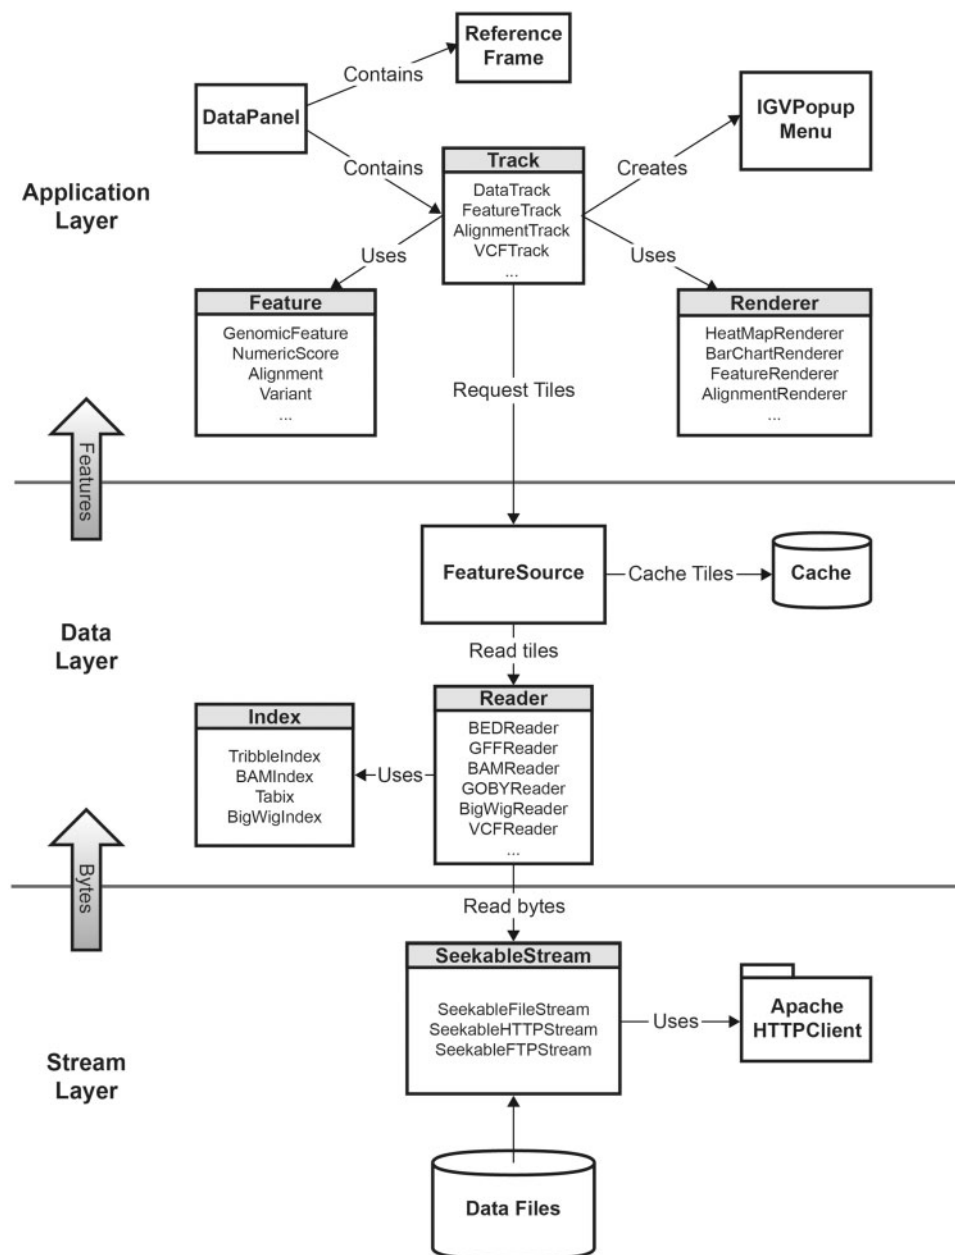 Reference
Frame
Contains
DataPanel
IGVPopup
Menu
Contains
Track
Creates
DataTrack
FeatureTrack
AlignmentTrack
VCFTrack
...
Application
Layer
Uses
Uses
Feature
GenomicFeature
NumericScore
Alignment
Variant
...
Renderer
HeatMapRenderer
BarChartRenderer
FeatureRenderer
AlignmentRenderer
...
Request Tiles
Features
FeatureSource
Cache Tiles
Cache
Data
Layer
Read tiles
Reader
BEDReader
GFFReader
BAMReader
GOBYReader
BigWigReader
VCFReader
...
Uses
Index
TribbleIndex
BAMIndex
Tabix
BigWigIndex
Bytes
Read bytes
SeekableStream
SeekableFileStream
SeekableHTTPStream
SeekableFTPStream
Uses
Apache
HTTPClient
Stream
Layer
Data Files